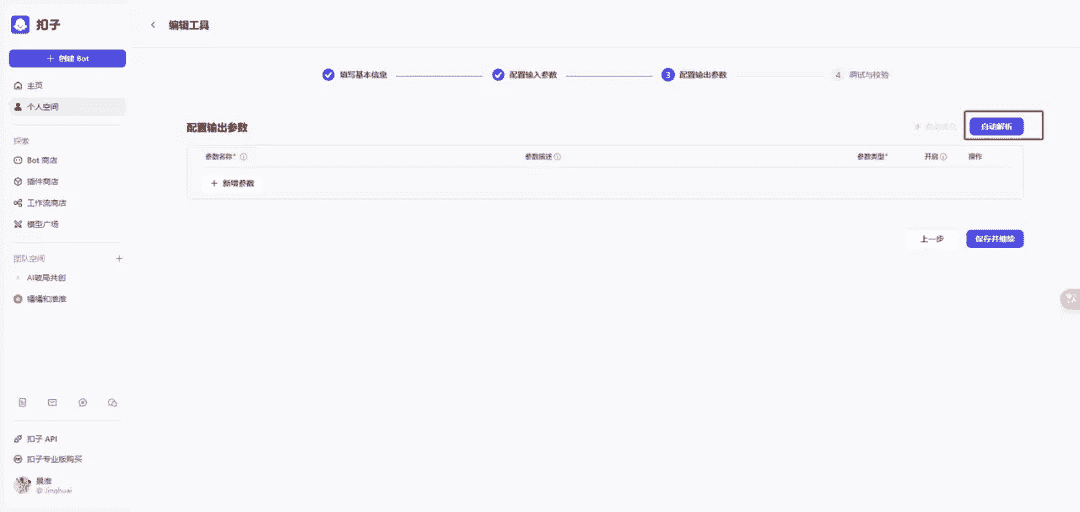 扣子
编辑工具
+ 创建 Bot
填写基本信息
配置输入参数
3 配置输出参数
4 调试与校验
主页
个人空间
配置输出参数
自动解析
探索
参数名称*
参数描述
参数类型*
开启
操作
Bot 商店
+ 新增参数
插件商店
工作流商店
模型广场
上一步
保存并继续
团队空间 +
AI破局共创
扣子 API
扣子专业版购买
晨淮
@ Jinghuai